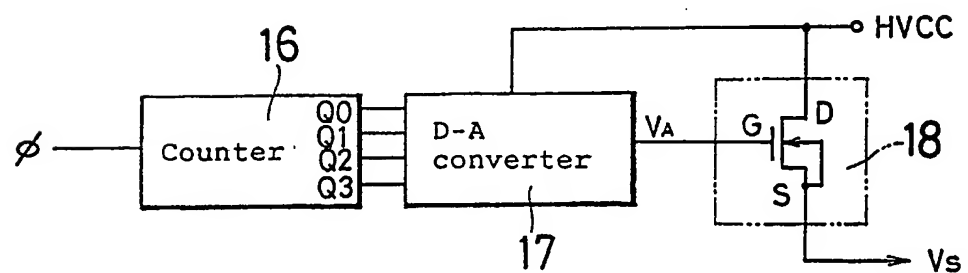 16
HVCC
Q0
Q1
Q2
Q3
Counter
D-A
converter
VA
G
D
S
18
ϕ
17
Vs